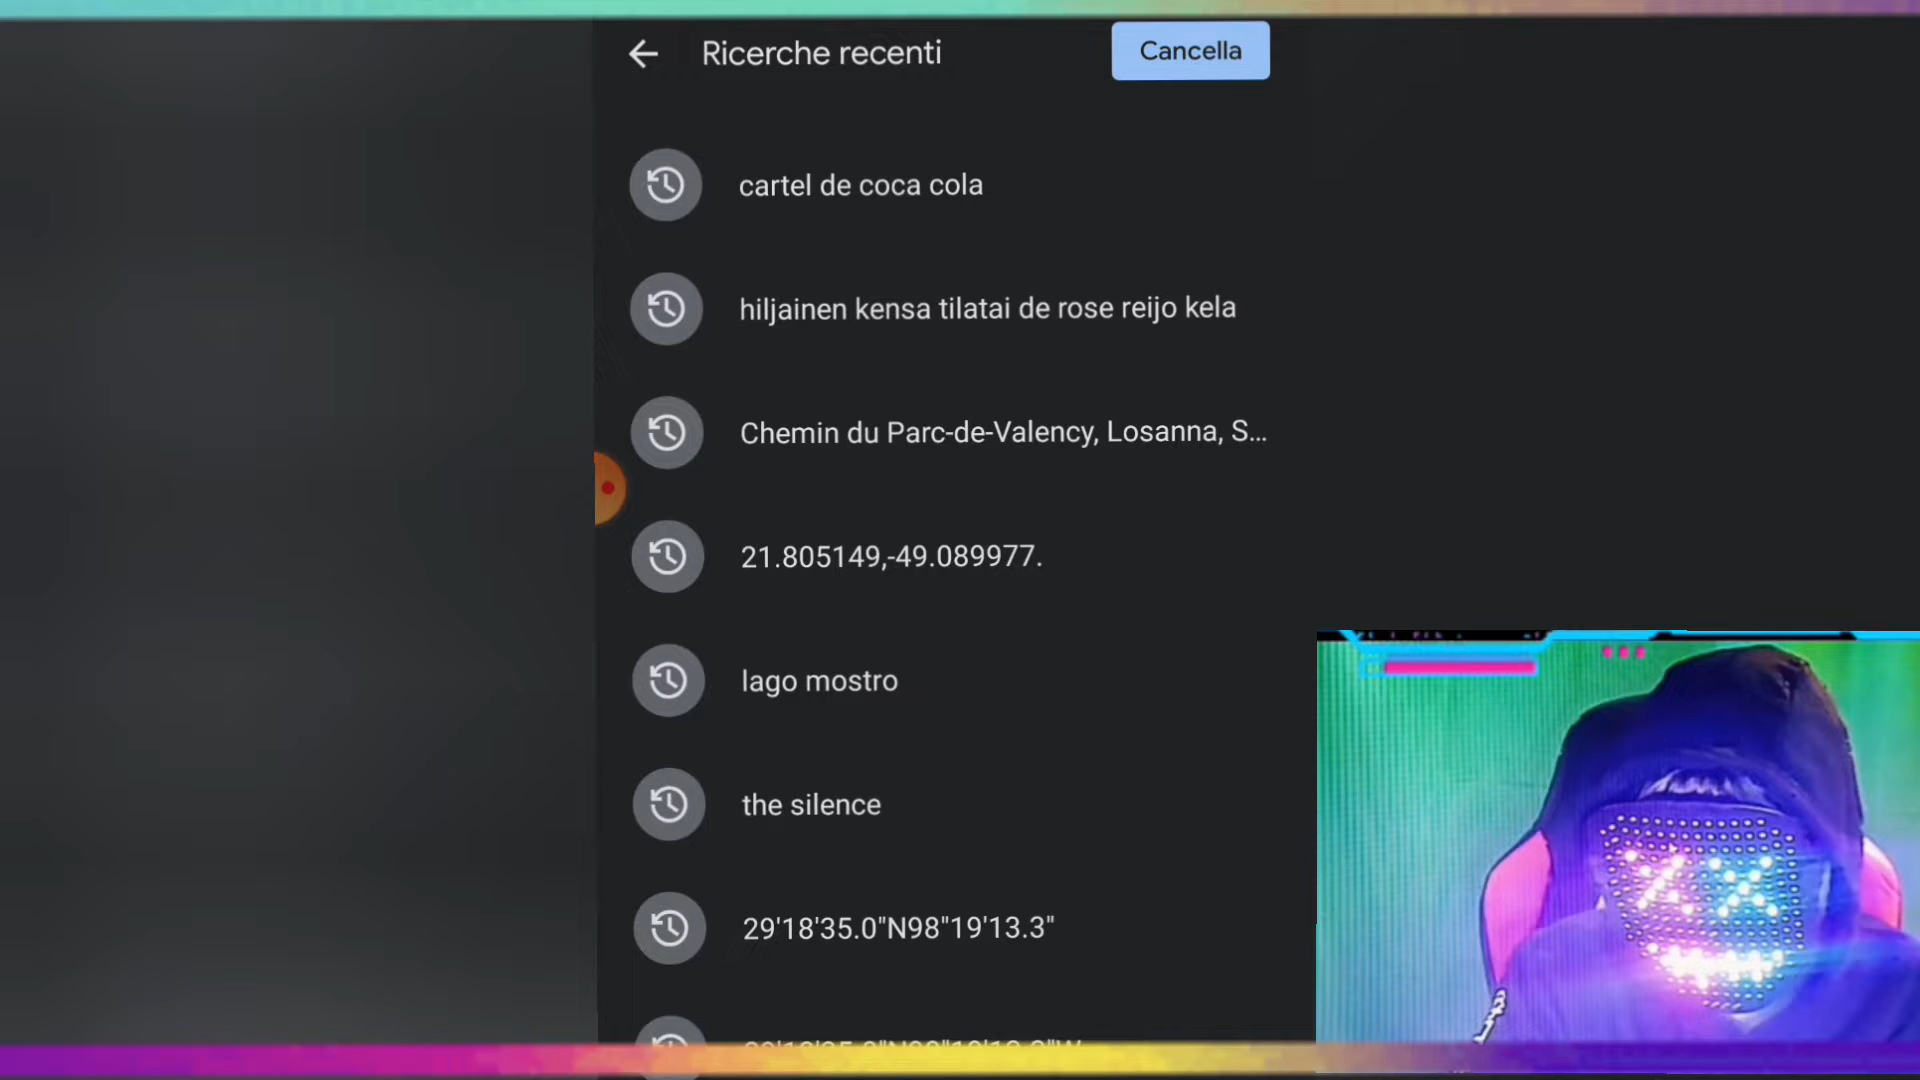 Ricerche recenti
Cancella
cartel de coca cola
hiljainen kensa tilatai de rose reijo kela
Chemin du Parc-de-Valency, Losanna, S...
21.805149,-49.089977.
lago mostro
the silence
29'18'35.0"N98"19'13.3"